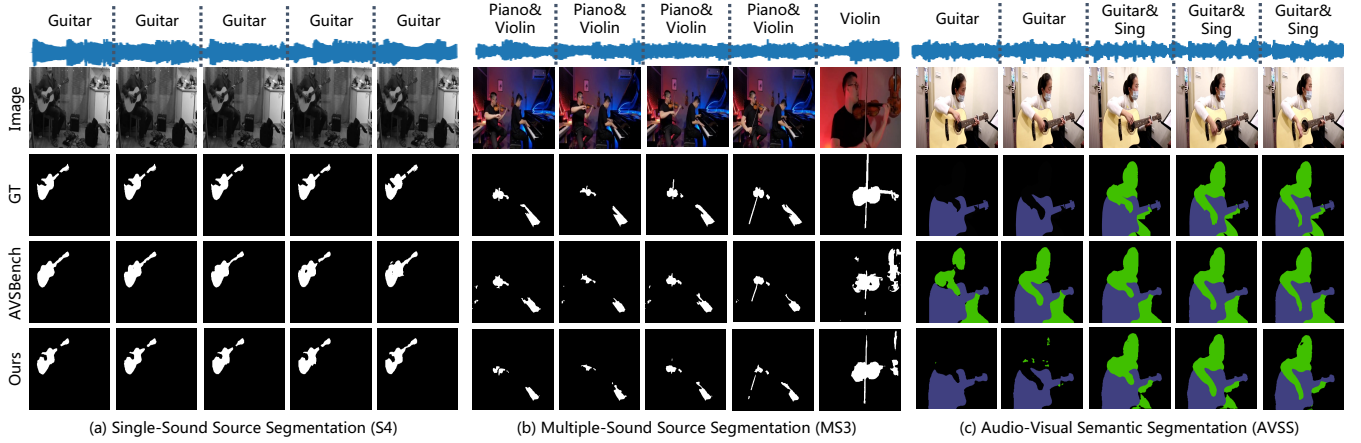 Guitar Guitar Guitar Guitar Guitar
Piano& Piano& Piano& Piano& Violin
Violin Violin Violin Violin
Guitar Guitar Guitar& Guitar& Guitar&
Sing Sing Sing
Image
GT
AVSBench
Ours
(a) Single-Sound Source Segmentation (S4)
(b) Multiple-Sound Source Segmentation (MS3)
(c) Audio-Visual Semantic Segmentation (AVSS)